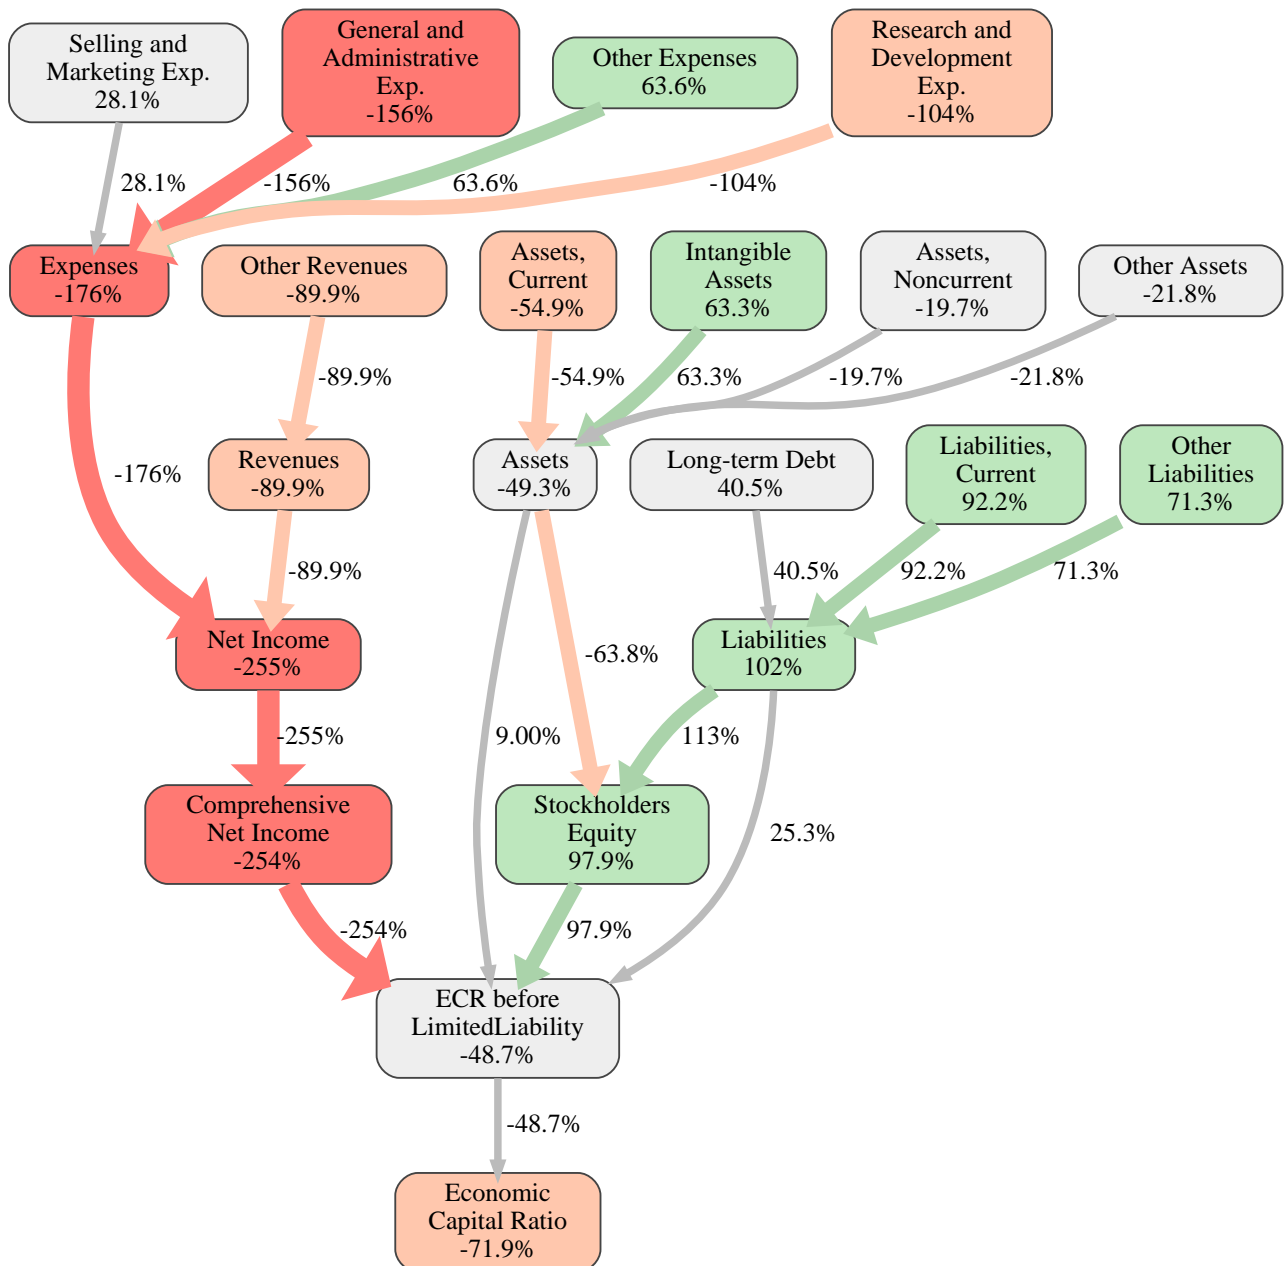 Selling and
Marketing Exp.
28.1%
General and
Administrative
Exp.
-156%
Other Expenses
63.6%
Research and
Development
Exp.
-104%
28.1%
-156%
63.6%
-104%
Expenses
-176%
Other Revenues
-89.9%
Assets,
Current
-54.9%
Intangible
Assets
63.3%
Assets,
Noncurrent
-19.7%
Other Assets
-21.8%
-89.9%
-54.9%
63.3%
-19.7%
-21.8%
-176%
Revenues
-89.9%
Assets
-49.3%
Long-term Debt
40.5%
Liabilities,
Current
92.2%
Other
Liabilities
71.3%
-89.9%
40.5%
92.2%
71.3%
Net Income
-255%
-63.8%
Liabilities
102%
-255%
9.00%
113%
25.3%
Comprehensive
Net Income
-254%
Stockholders
Equity
97.9%
-254%
97.9%
ECR before
LimitedLiability
-48.7%
-48.7%
Economic
Capital Ratio
-71.9%